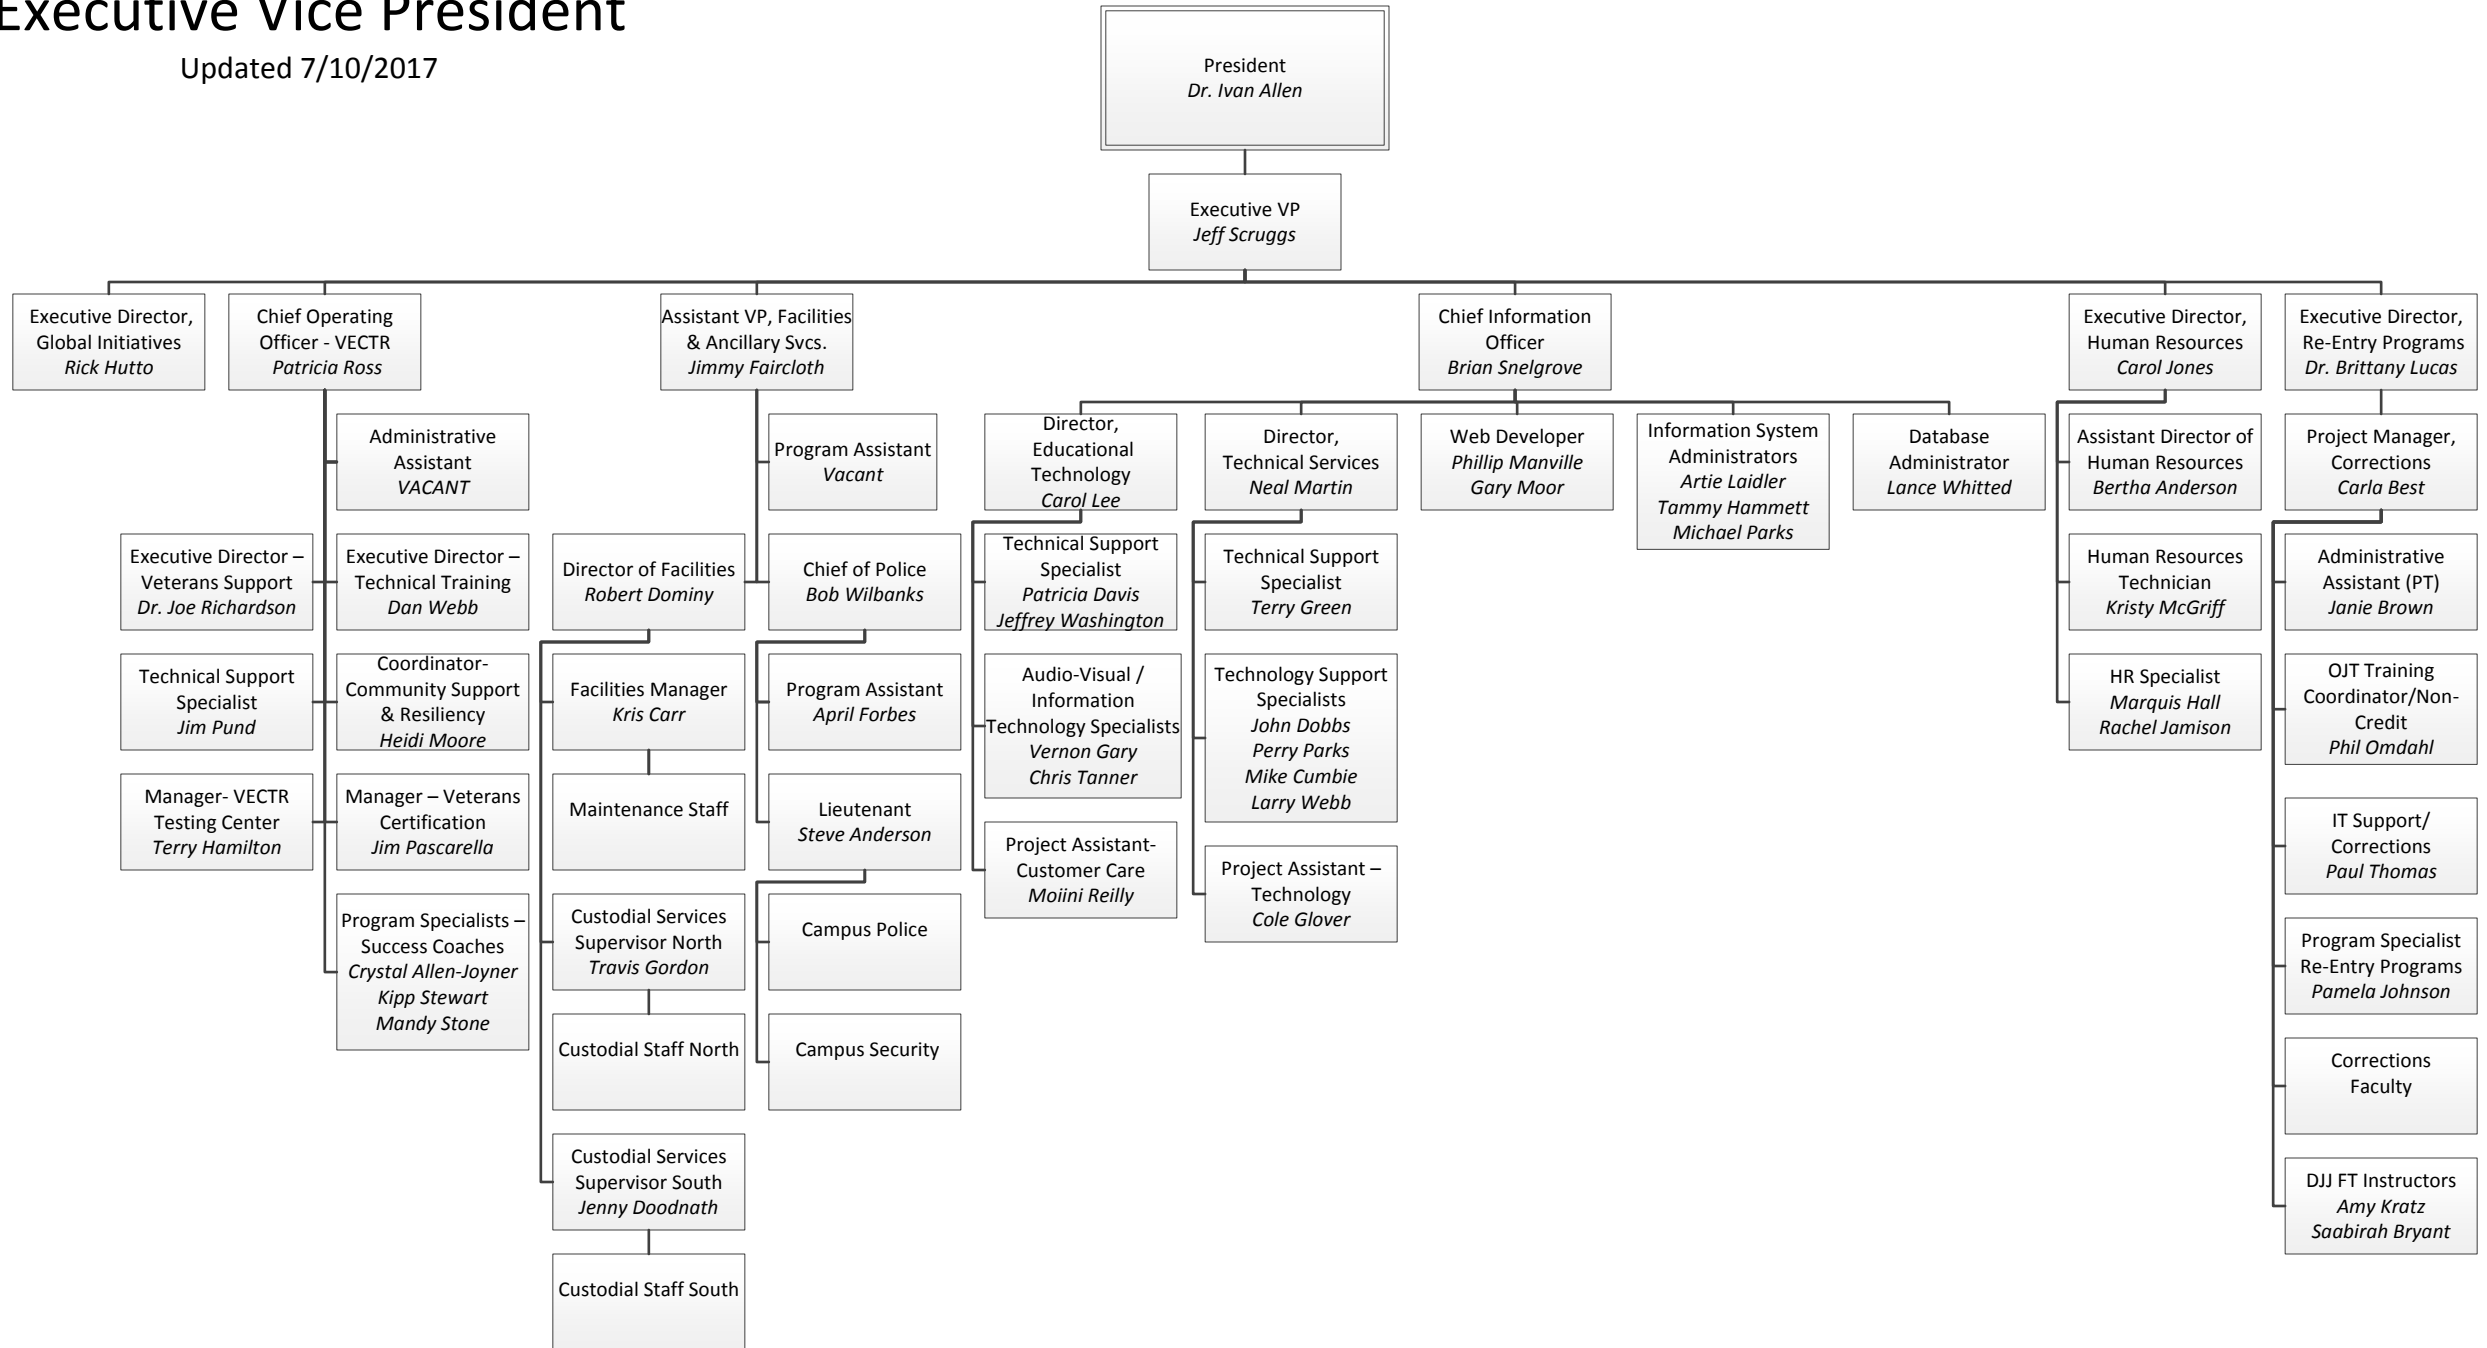 Executive Vice President
Updated 7/10/2017
President
Dr. Ivan Allen
Executive VP
Jeff Scruggs
Executive Director,
Global Initiatives
Rick Hutto
Chief Operating
Officer - VECTR
Patricia Ross
Assistant VP, Facilities
& Ancillary Svcs.
Jimmy Faircloth
Chief Information
Officer
Brian Snelgrove
Executive Director,
Human Resources
Carol Jones
Executive Director,
Re-Entry Programs
Dr. Brittany Lucas
Administrative
Assistant
VACANT
Program Assistant
Vacant
Director,
Educational
Technology
Carol Lee
Director,
Technical Services
Neal Martin
Web Developer
Phillip Manville
Gary Moor
Information System
Administrators
Artie Laidler
Tammy Hammett
Michael Parks
Database
Administrator
Lance Whitted
Assistant Director of
Human Resources
Bertha Anderson
Project Manager,
Corrections
Carla Best
Executive Director –
Veterans Support
Dr. Joe Richardson
Executive Director –
Technical Training
Dan Webb
Director of Facilities
Robert Dominy
Chief of Police
Bob Wilbanks
Technical Support
Specialist
Patricia Davis
Jeffrey Washington
Technical Support
Specialist
Terry Green
Human Resources
Technician
Kristy McGriff
Administrative
Assistant (PT)
Janie Brown
Technical Support
Specialist
Jim Pund
Coordinator-
Community Support
& Resiliency
Heidi Moore
Facilities Manager
Kris Carr
Program Assistant
April Forbes
Audio-Visual /
Information
Technology Specialists
Vernon Gary
Chris Tanner
Technology Support
Specialists
John Dobbs
Perry Parks
Mike Cumbie
Larry Webb
HR Specialist
Marquis Hall
Rachel Jamison
OJT Training
Coordinator/Non-
Credit
Phil Omdahl
Manager- VECTR
Testing Center
Terry Hamilton
Manager – Veterans
Certification
Jim Pascarella
Maintenance Staff
Lieutenant
Steve Anderson
Project Assistant-
Customer Care
Moiini Reilly
Project Assistant –
Technology
Cole Glover
IT Support/
Corrections
Paul Thomas
Program Specialists –
Success Coaches
Crystal Allen-Joyner
Kipp Stewart
Mandy Stone
Custodial Services
Supervisor North
Travis Gordon
Campus Police
Program Specialist
Re-Entry Programs
Pamela Johnson
Custodial Staff North
Campus Security
Corrections
Faculty
Custodial Services
Supervisor South
Jenny Doodnath
DJJ FT Instructors
Amy Kratz
Saabirah Bryant
Custodial Staff South